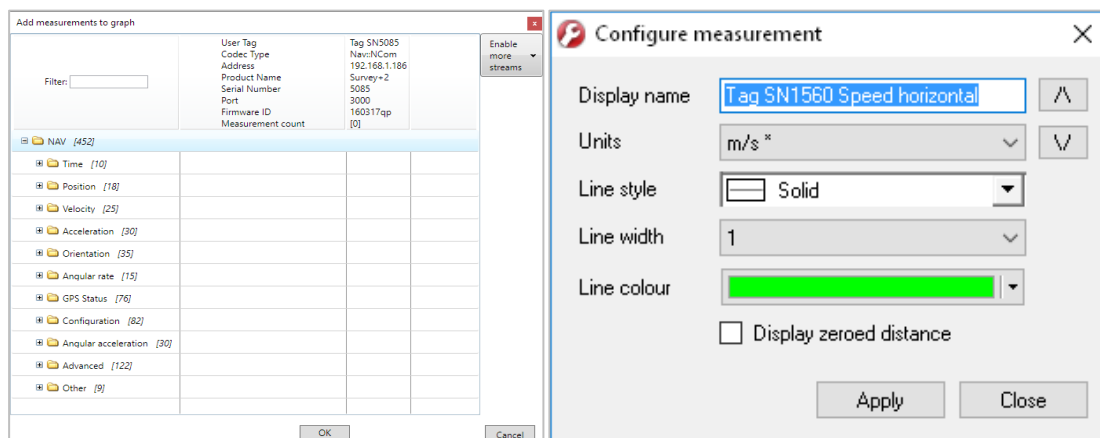 Add measurements to graph
x
Filter:
User Tag Tag SN5085
Codec Type Nav::NCom
Address 192.168.1.186
Product Name Survey+2
Serial Number 5085
Port 3000
Firmware ID 160317qp
Measurement count [0]
Enable
more
streams
NAV [452]
Time [10]
Position [18]
Velocity [25]
Acceleration [30]
Orientation [35]
Angular rate [15]
GPS Status [76]
Configuration [82]
Angular acceleration [30]
Advanced [122]
Other [9]
OK Cancel
Configure measurement
Display name Tag SN1560 Speed horizontal /\
Units m/s * \/
Line style Solid
Line width 1
Line colour
Display zeroed distance
Apply Close